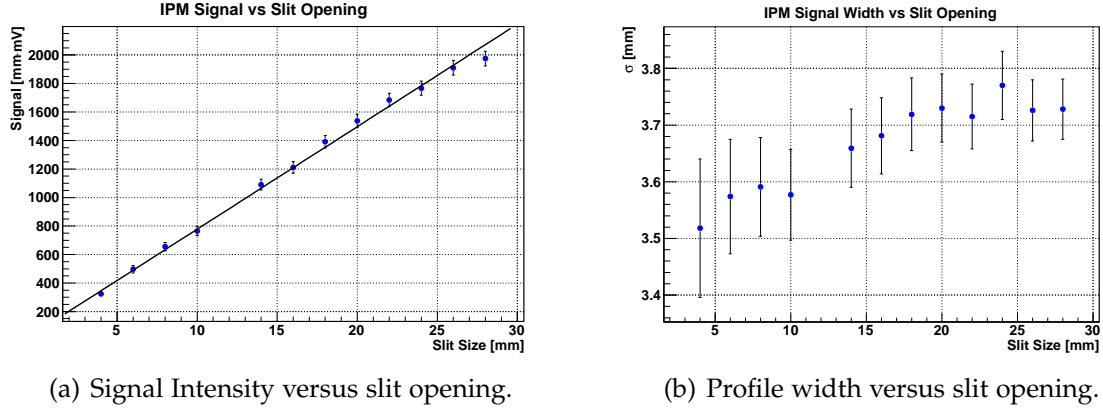 IPM Signal vs Slit Opening
Signal [mm·mV]
2000
1800
1600
1400
1200
1000
800
600
400
200
5 10 15 20 25 30
Slit Size [mm]
(a) Signal Intensity versus slit opening.
IPM Signal Width vs Slit Opening
σ [mm]
3.8
3.7
3.6
3.5
3.4
5 10 15 20 25 30
Slit Size [mm]
(b) Profile width versus slit opening.